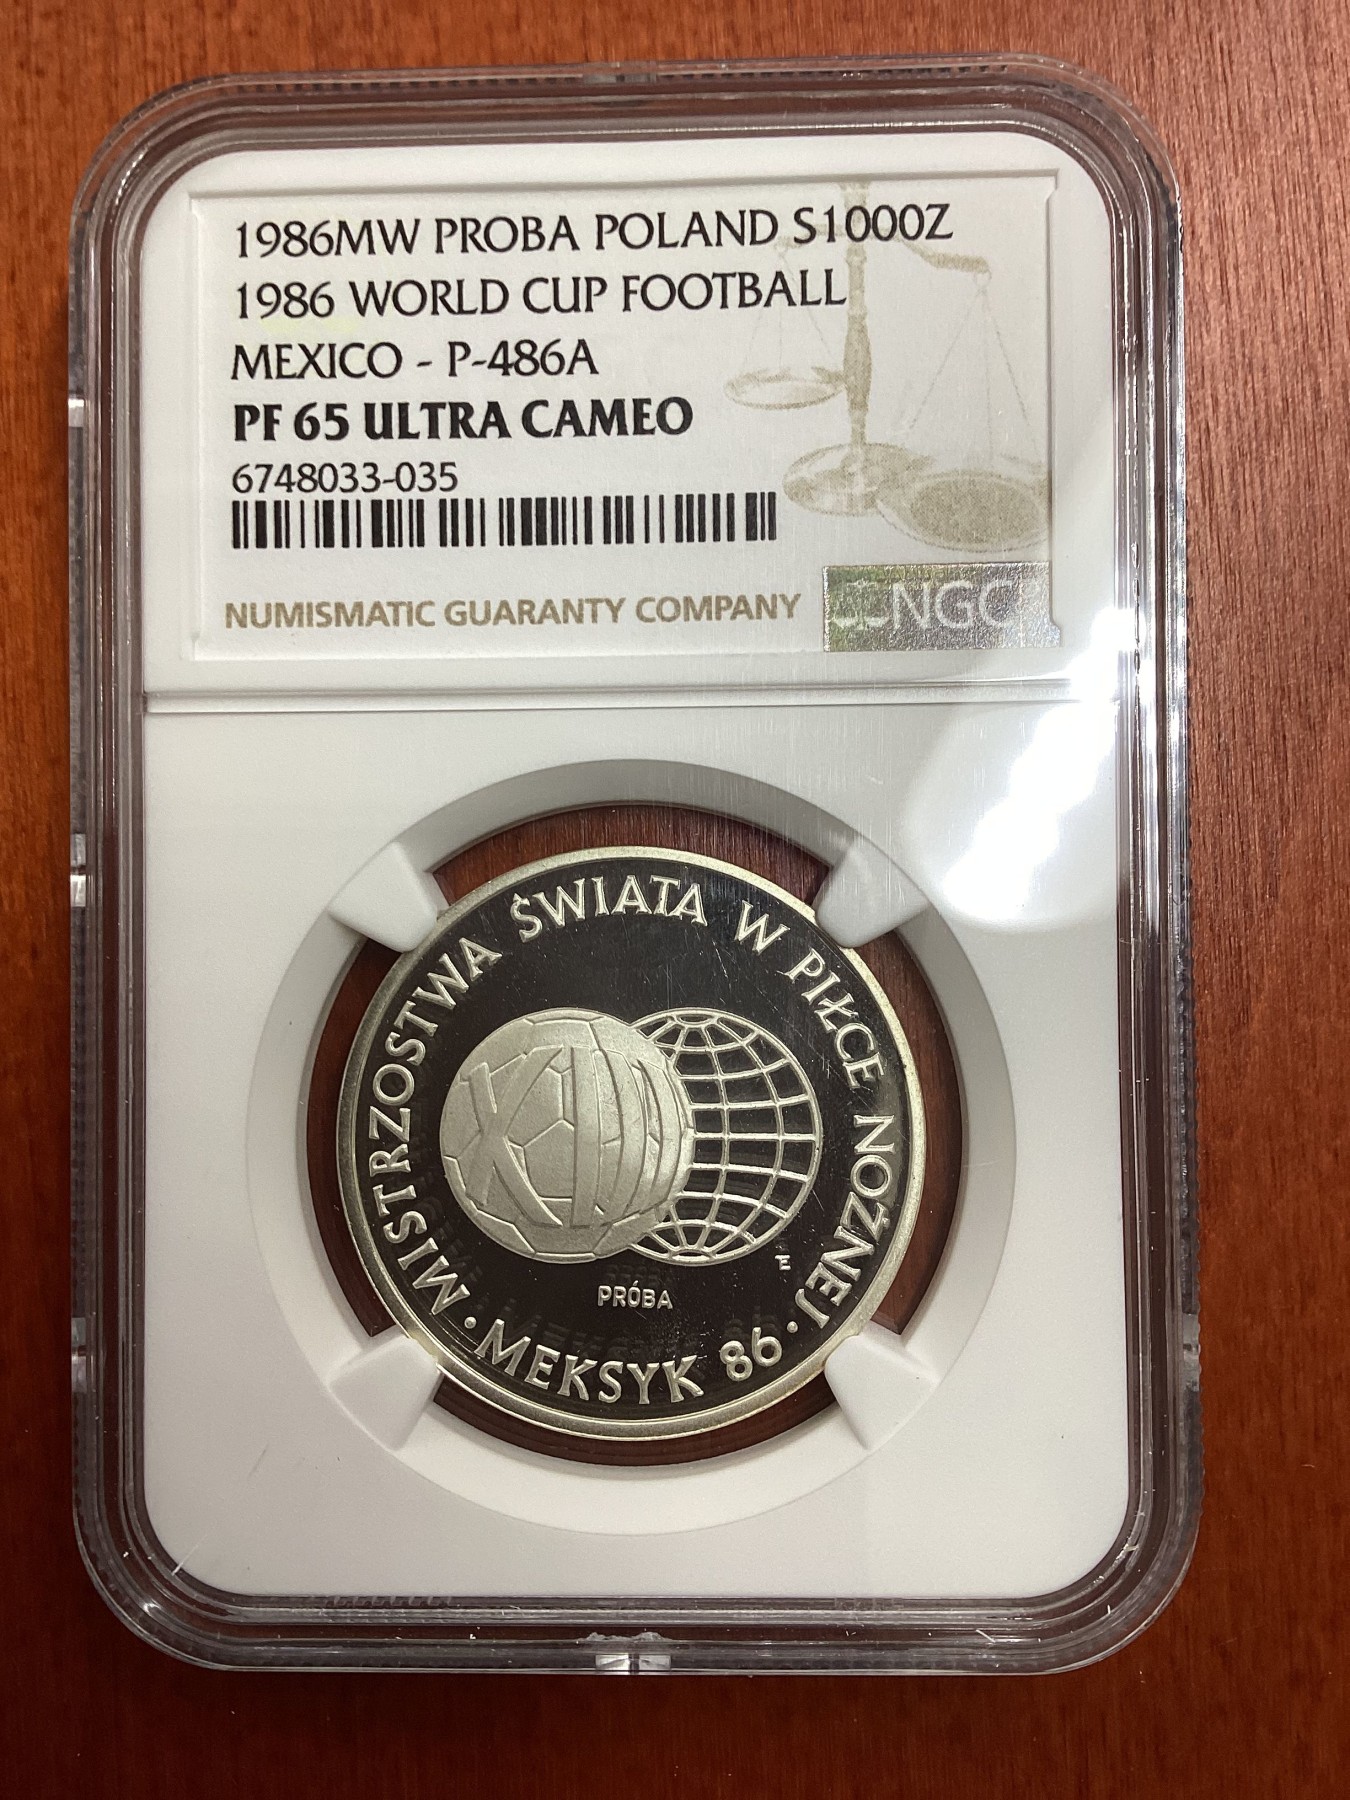 1986MW PROBA POLAND S1000Z
1986 WORLD CUP FOOTBALL
MEXICO - P-486A
PF 65 ULTRA CAMEO
6748033-035
NUMISMATIC GUARANTY COMPANY
NGC
MISTRZOSTWA ŚWIATA W PIŁCE NOŻNEJ
XIII
E
PRÓBA
· MEKSYK 86 ·